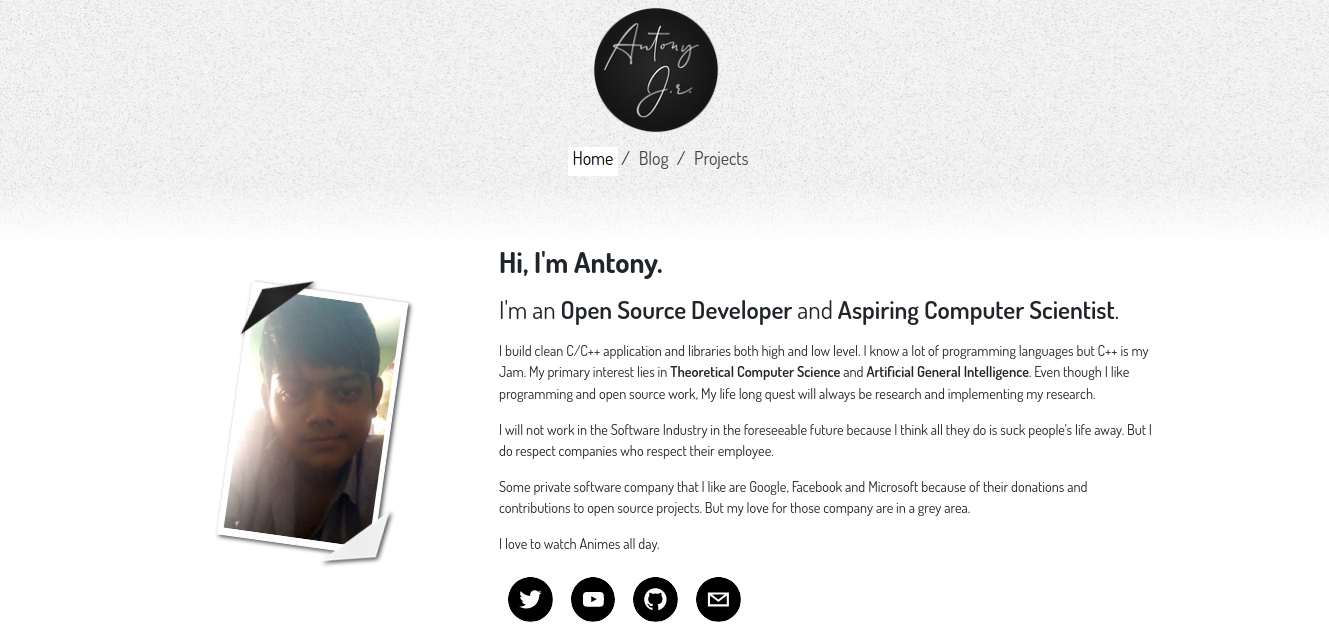 Antony
J.r.
Home / Blog / Projects
Hi, I'm Antony.
I'm an Open Source Developer and Aspiring Computer Scientist.
I build clean C/C++ application and libraries both high and low level. I know a lot of programming languages but C++ is my
Jam. My primary interest lies in Theoretical Computer Science and Artificial General Intelligence. Even though I like
programming and open source work, My life long quest will always be research and implementing my research.
I will not work in the Software Industry in the foreseeable future because I think all they do is suck people's life away. But I
do respect companies who respect their employee.
Some private software company that I like are Google, Facebook and Microsoft because of their donations and
contributions to open source projects. But my love for those company are in a grey area.
I love to watch Animes all day.